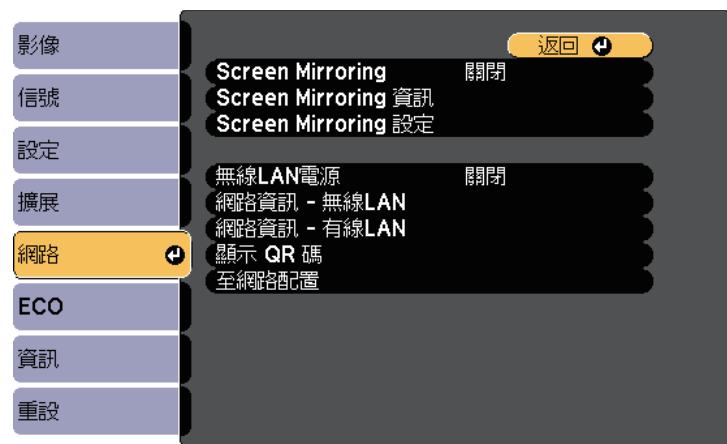 影像
信號
設定
擴展
網路
ECO
資訊
重設
返回
Screen Mirroring 關閉
Screen Mirroring 資訊
Screen Mirroring 設定
無線LAN電源 關閉
網路資訊 - 無線LAN
網路資訊 - 有線LAN
顯示 QR 碼
至網路配置